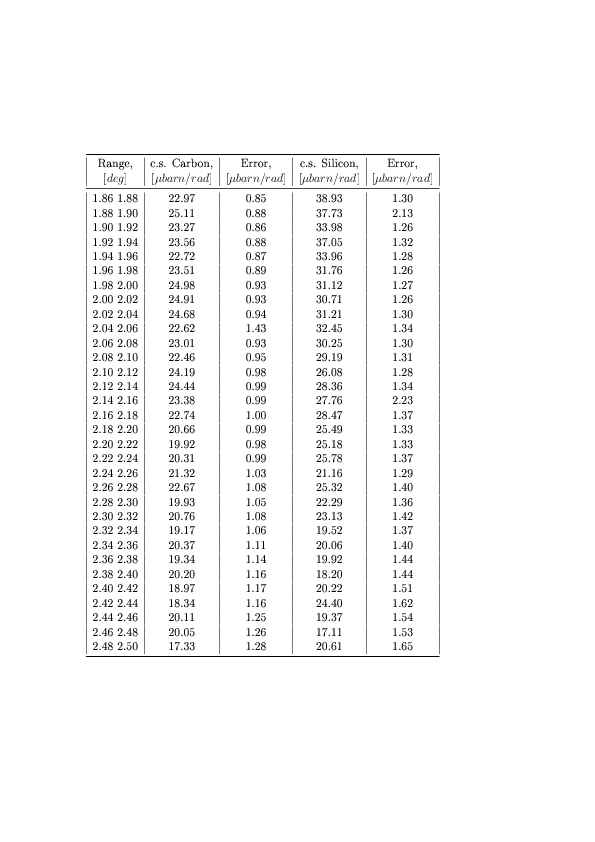 Range, c.s. Carbon, Error, c.s. Silicon, Error,
[deg] [μbarn/rad] [μbarn/rad] [μbarn/rad] [μbarn/rad]
1.86 1.88 22.97 0.85 38.93 1.30
1.88 1.90 25.11 0.88 37.73 2.13
1.90 1.92 23.27 0.86 33.98 1.26
1.92 1.94 23.56 0.88 37.05 1.32
1.94 1.96 22.72 0.87 33.96 1.28
1.96 1.98 23.51 0.89 31.76 1.26
1.98 2.00 24.98 0.93 31.12 1.27
2.00 2.02 24.91 0.93 30.71 1.26
2.02 2.04 24.68 0.94 31.21 1.30
2.04 2.06 22.62 1.43 32.45 1.34
2.06 2.08 23.01 0.93 30.25 1.30
2.08 2.10 22.46 0.95 29.19 1.31
2.10 2.12 24.19 0.98 26.08 1.28
2.12 2.14 24.44 0.99 28.36 1.34
2.14 2.16 23.38 0.99 27.76 2.23
2.16 2.18 22.74 1.00 28.47 1.37
2.18 2.20 20.66 0.99 25.49 1.33
2.20 2.22 19.92 0.98 25.18 1.33
2.22 2.24 20.31 0.99 25.78 1.37
2.24 2.26 21.32 1.03 21.16 1.29
2.26 2.28 22.67 1.08 25.32 1.40
2.28 2.30 19.93 1.05 22.29 1.36
2.30 2.32 20.76 1.08 23.13 1.42
2.32 2.34 19.17 1.06 19.52 1.37
2.34 2.36 20.37 1.11 20.06 1.40
2.36 2.38 19.34 1.14 19.92 1.44
2.38 2.40 20.20 1.16 18.20 1.44
2.40 2.42 18.97 1.17 20.22 1.51
2.42 2.44 18.34 1.16 24.40 1.62
2.44 2.46 20.11 1.25 19.37 1.54
2.46 2.48 20.05 1.26 17.11 1.53
2.48 2.50 17.33 1.28 20.61 1.65